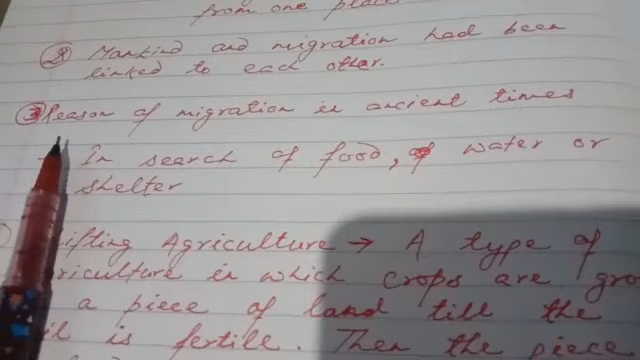 from one place
② Mankind and migration had been
linked to each other.
③ Reason of migration in ancient times
In search of food, of water or
shelter
ifting Agriculture → A type of
riculture in which crops are gro
a piece of land till the
il is fertile. Then the piece